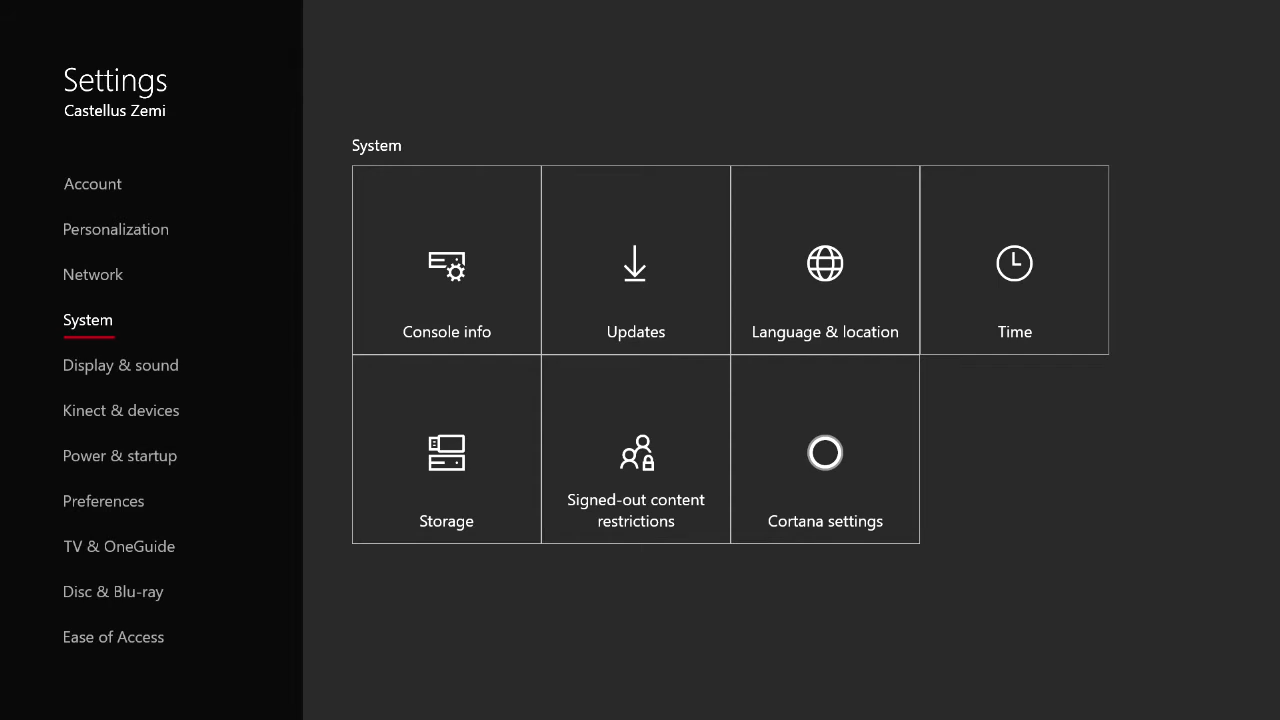 Settings
Castellus Zemi
Account
Personalization
Network
System
Display & sound
Kinect & devices
Power & startup
Preferences
TV & OneGuide
Disc & Blu-ray
Ease of Access
System
Console info
Updates
Language & location
Time
Storage
Signed-out content
restrictions
Cortana settings